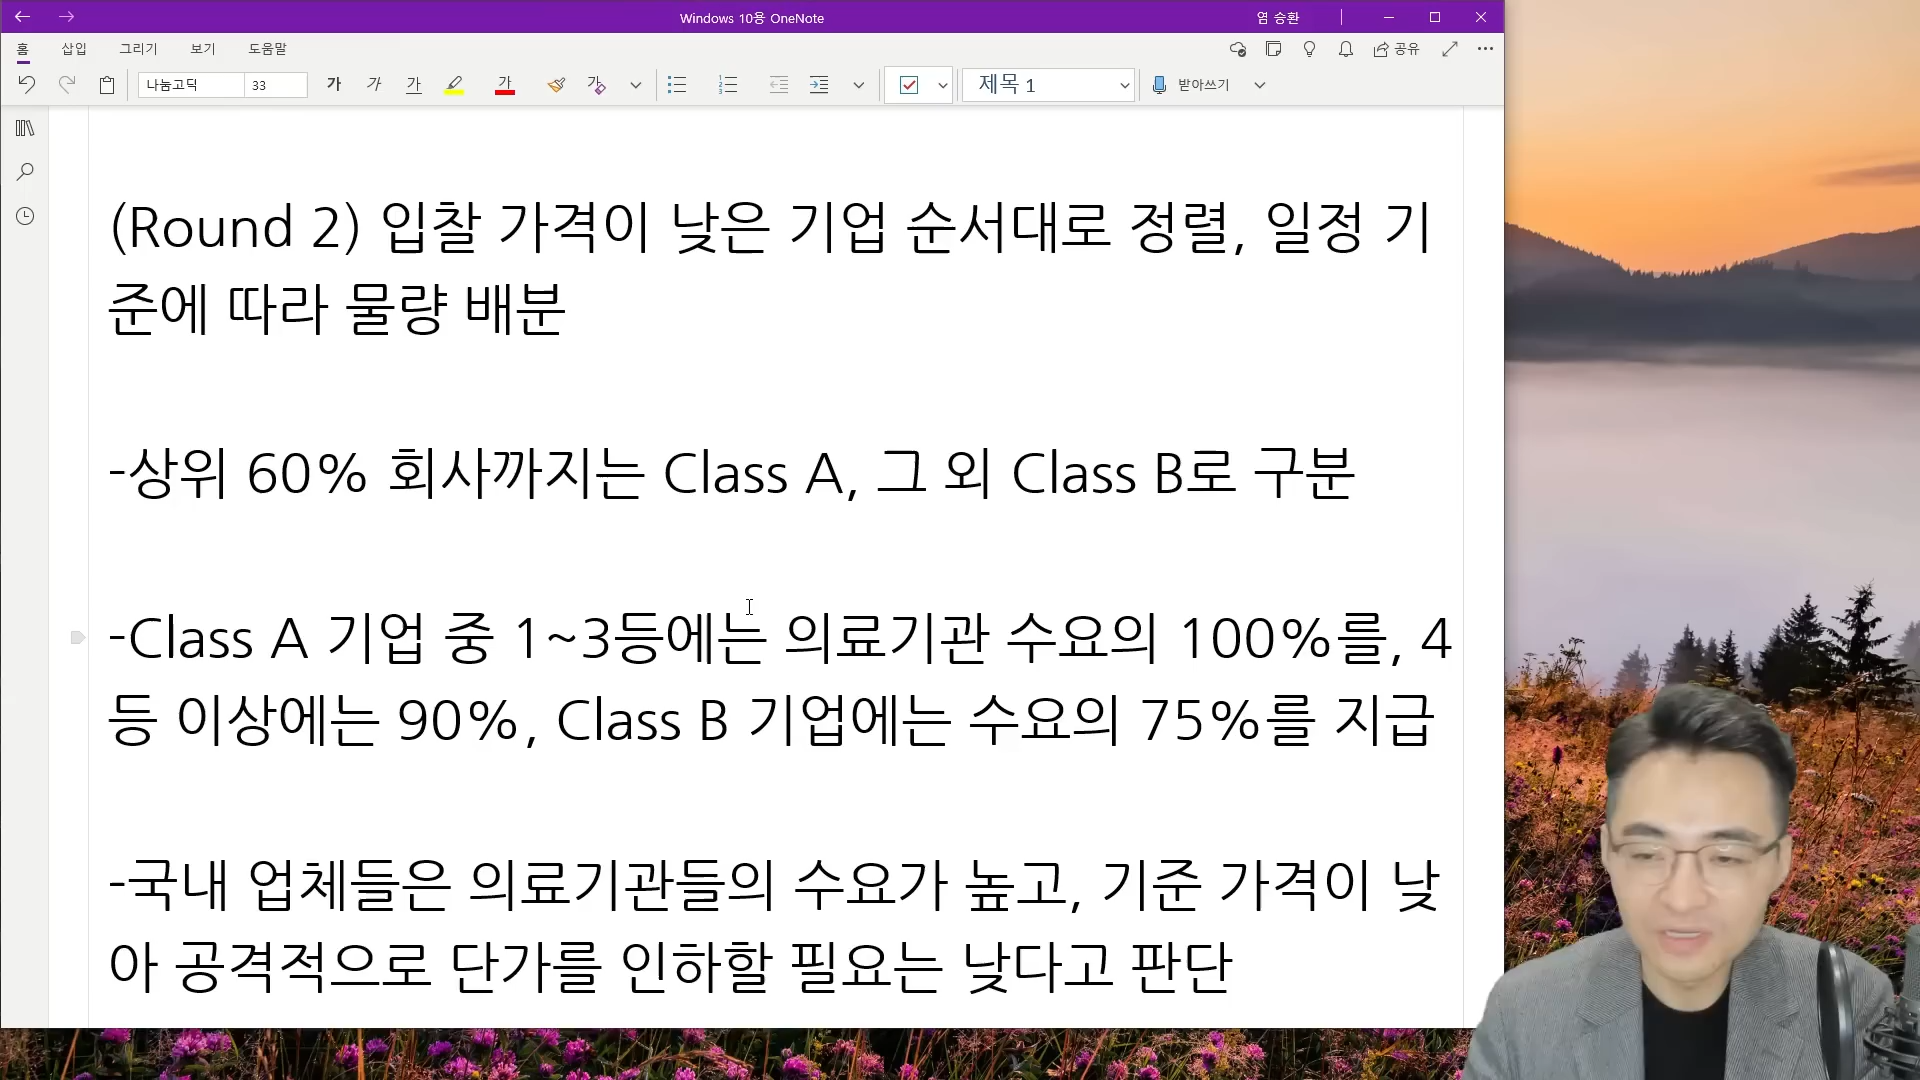 Windows 10용 OneNote
염 승환
홈 삽입 그리기 보기 도움말
공유
나눔고딕 33 가 가 가 가 가 제목 1 받아쓰기
(Round 2) 입찰 가격이 낮은 기업 순서대로 정렬, 일정 기
준에 따라 물량 배분
-상위 60% 회사까지는 Class A, 그 외 Class B로 구분
-Class A 기업 중 1~3등에는 의료기관 수요의 100%를, 4
등 이상에는 90%, Class B 기업에는 수요의 75%를 지급
-국내 업체들은 의료기관들의 수요가 높고, 기준 가격이 낮
아 공격적으로 단가를 인하할 필요는 낮다고 판단